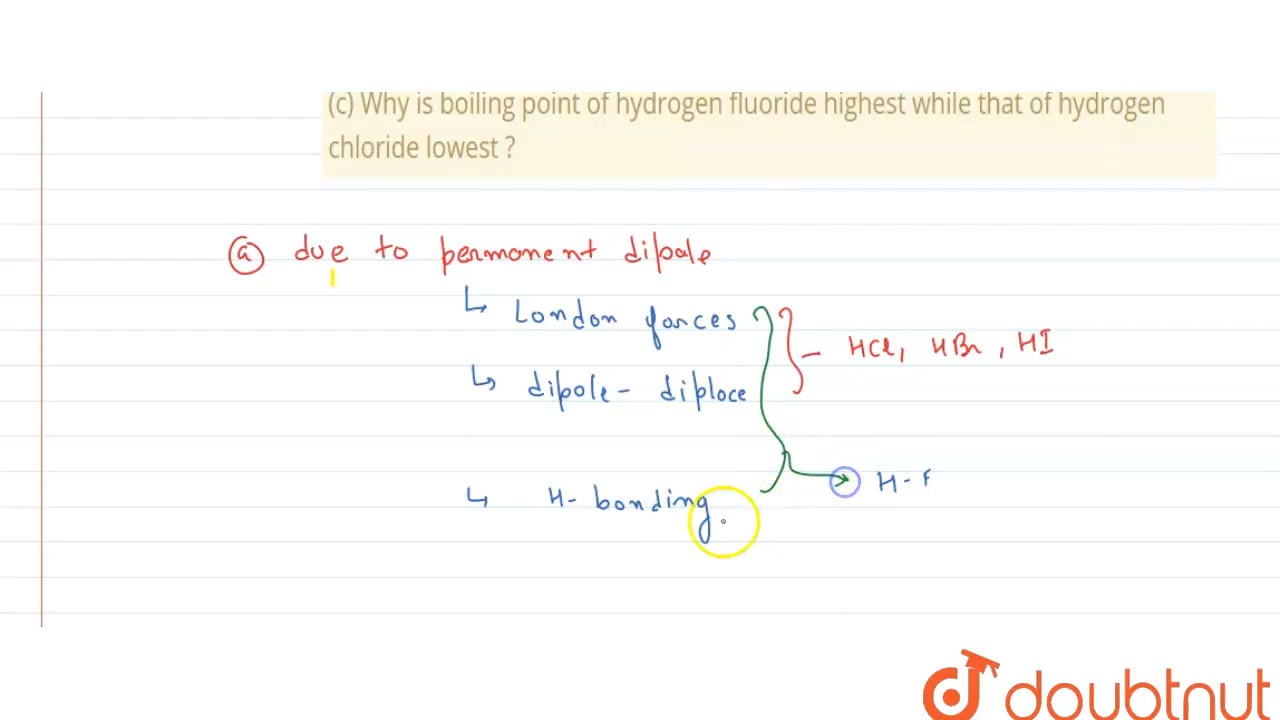 (c) Why is boiling point of hydrogen fluoride highest while that of hydrogen
chloride lowest ?
(a) due to permonent dipole
↳ London forces
HCl, HBr, HI
↳ dipole - diploce
H - F
↳ H - bonding
doubtnut